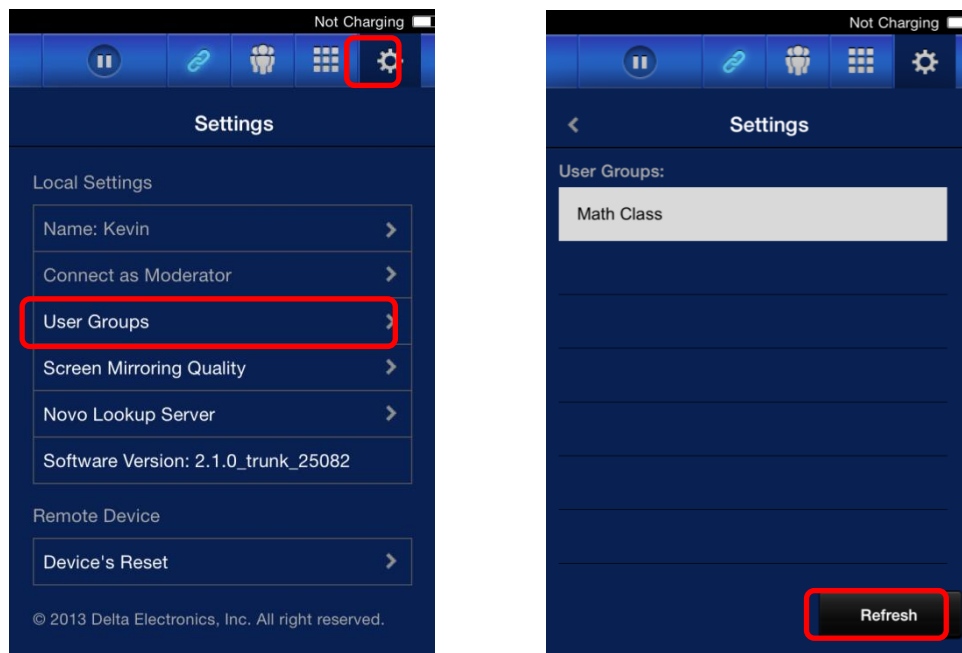 Not Charging
Settings
Local Settings
Name: Kevin
Connect as Moderator
User Groups
Screen Mirroring Quality
Novo Lookup Server
Software Version: 2.1.0_trunk_25082
Remote Device
Device's Reset
© 2013 Delta Electronics, Inc. All right reserved.
Not Charging
Settings
User Groups:
Math Class
Refresh